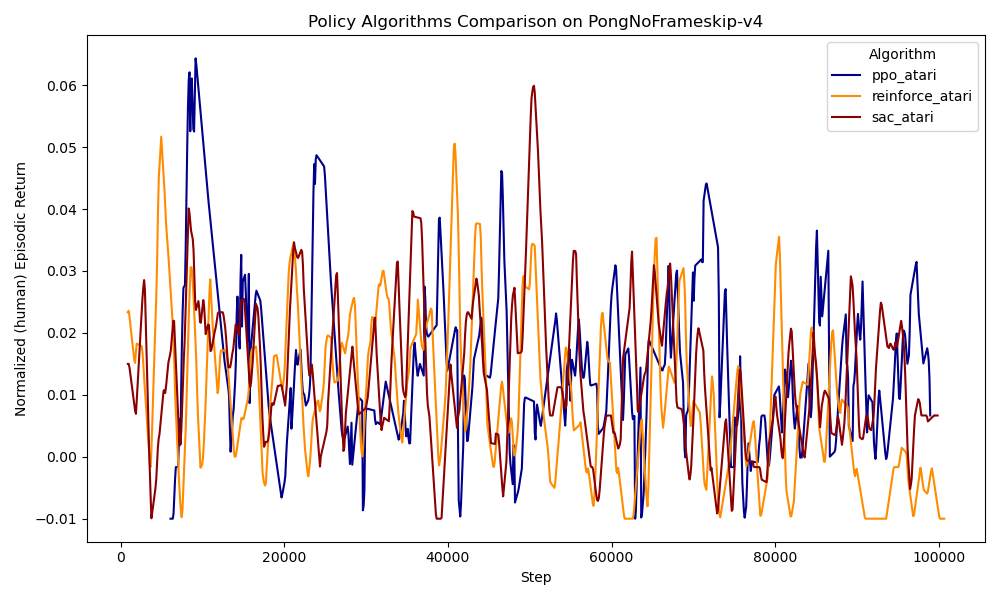 Policy Algorithms Comparison on PongNoFrameskip-v4
Normalized (human) Episodic Return
0.06
0.05
0.04
0.03
0.02
0.01
0.00
−0.01
Algorithm
ppo_atari
reinforce_atari
sac_atari
0 20000 40000 60000 80000 100000
Step